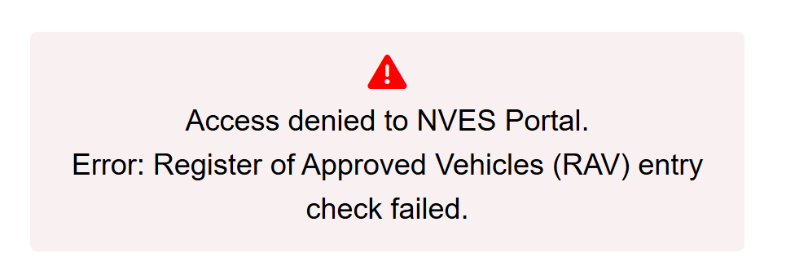 Access denied to NVES Portal.
Error: Register of Approved Vehicles (RAV) entry
check failed.